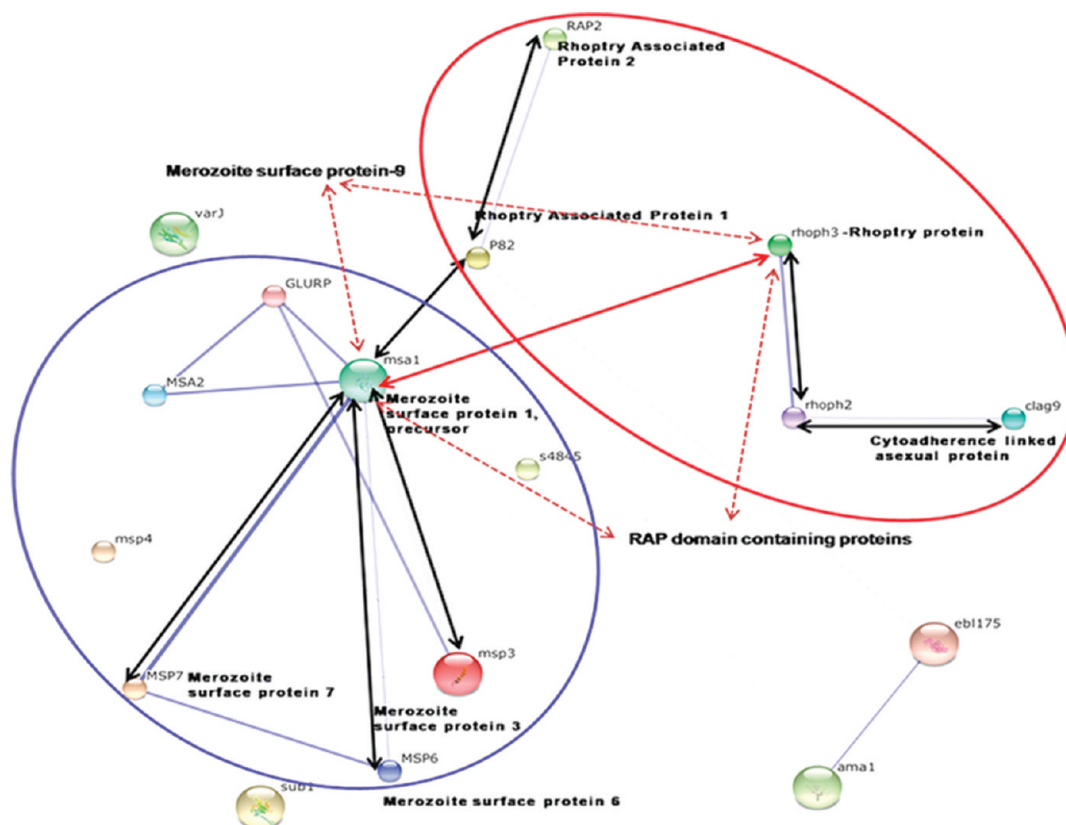 RAP2
Rhoptry Associated
Protein 2
Merozoite surface protein-9
varJ
Rhoptry Associated Protein 1
P82
rhoph3 -Rhoptry protein
GLURP
msa1
MSA2
Merozoite
surface protein 1,
precursor
rhoph2
clag9
Cytoadherence linked
asexual protein
s4845
RAP domain containing proteins
msp4
ebl175
msp3
MSP7
Merozoite
surface protein 7
Merozoite
surface protein 3
MSP6
ama1
sub1
Merozoite surface protein 6